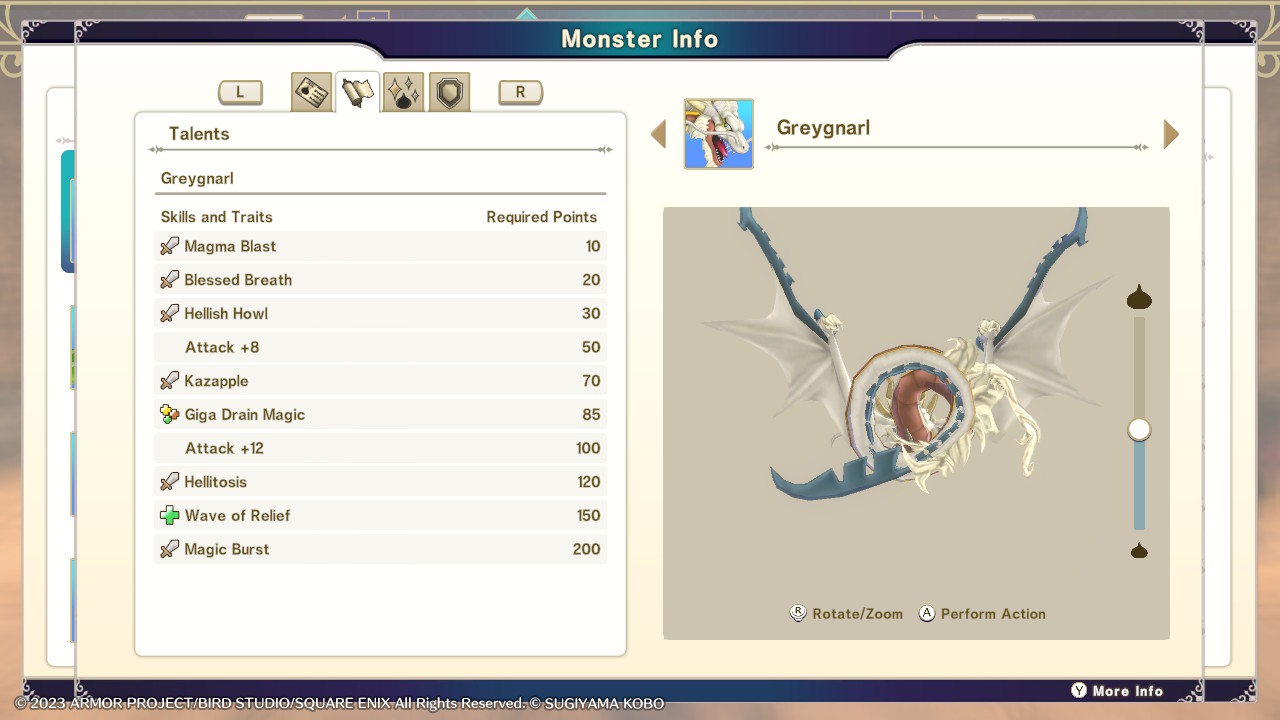 Monster Info
L
R
Talents
Greygnarl
Skills and Traits Required Points
Magma Blast 10
Blessed Breath 20
Hellish Howl 30
Attack +8 50
Kazapple 70
Giga Drain Magic 85
Attack +12 100
Hellitosis 120
Wave of Relief 150
Magic Burst 200
Greygnarl
R Rotate/Zoom A Perform Action
Y More Info
© 2023 ARMOR PROJECT/BIRD STUDIO/SQUARE ENIX All Rights Reserved. © SUGIYAMA KOBO